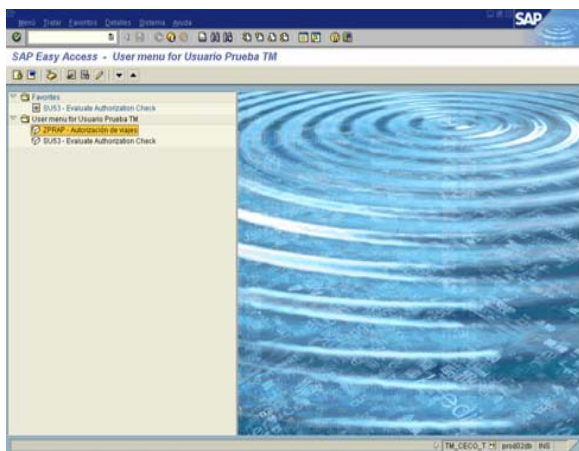 Menú Tratar Favoritos Detalles Sistema Ayuda
SAP
SAP Easy Access - User menu for Usuario Prueba TM
Favorites
SU53 - Evaluate Authorization Check
User menu for Usuario Prueba TM
ZPRAP - Autorización de viajes
SU53 - Evaluate Authorization Check
TM_CECO_T prod02db INS